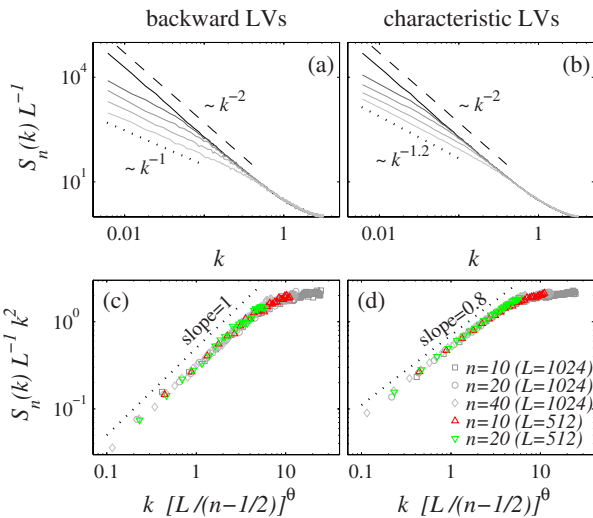 backward LVs
characteristic LVs
S_n(k) L^{-1}
10^4
10^1
(a)
~ k^{-2}
~ k^{-1}
0.01
1
k
(b)
~ k^{-2}
~ k^{-1.2}
0.01
1
k
S_n(k) L^{-1} k^2
10^0
10^{-1}
(c)
slope=1
0.1
1
10
k [L /(n-1/2)]^θ
(d)
slope=0.8
n=10 (L=1024)
n=20 (L=1024)
n=40 (L=1024)
n=10 (L=512)
n=20 (L=512)
0.1
1
10
k [L /(n-1/2)]^θ